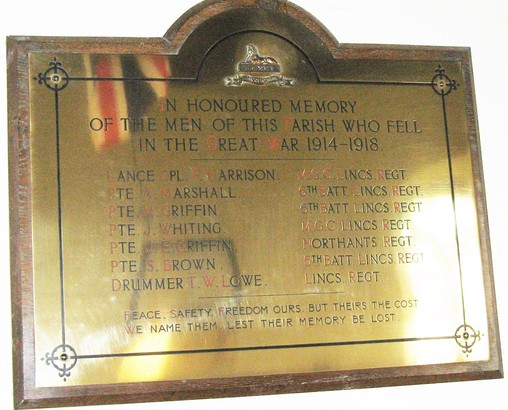 IN HONOURED MEMORY
OF THE MEN OF THIS PARISH WHO FELL
IN THE GREAT WAR 1914-1918.
LANCE CPL. HARRISON. M.G.C. LINCS. REGT.
PTE. MARSHALL. 6TH BATT. LINCS. REGT.
PTE. GRIFFIN. 6TH BATT. LINCS. REGT.
PTE. J. WHITING. M.G.C. LINCS. REGT.
PTE. GRIFFIN. NORTHANTS. REGT.
PTE. S. BROWN. 6TH BATT. LINCS. REGT.
DRUMMER T. W. LOWE. LINCS. REGT.
PEACE, SAFETY, FREEDOM OURS. BUT THEIRS THE COST
WE NAME THEM, LEST THEIR MEMORY BE LOST.